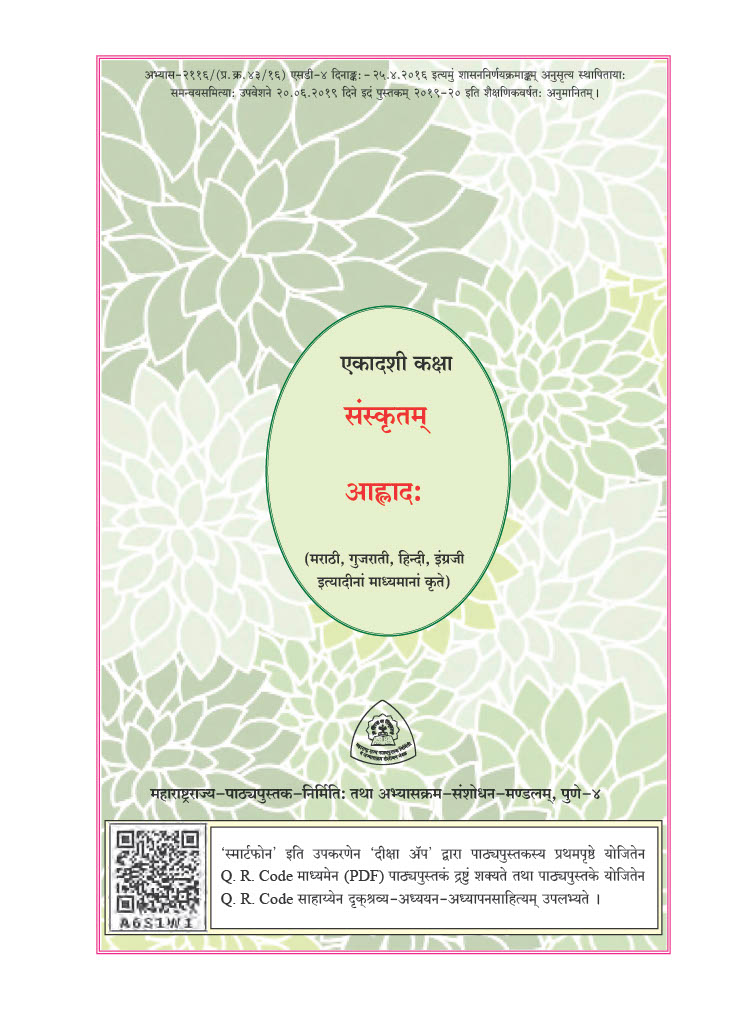 अभ्यास-२११६/(प्र.क्र.४३/१६) एसडी-४ दिनाङ्क:-२५.४.२०१६ इत्यमुं शासननिर्णयक्रमाङ्कम् अनुसृत्य स्थापिताया:
समन्वयसमित्या: उपवेशने २०.०६.२०१९ दिने इदं पुस्तकम् २०१९-२० इति शैक्षणिकवर्षत: अनुमानितम् ।
एकादशी कक्षा
संस्कृतम्
आह्लाद:
(मराठी, गुजराती, हिन्दी, इंग्रजी
इत्यादीनां माध्यमानां कृते)
महाराष्ट्रराज्य-पाठ्यपुस्तक-निर्मिति: तथा अभ्यासक्रम-संशोधन-मण्डलम्, पुणे-४
‘स्मार्टफोन’ इति उपकरणेन ‘दीक्षा ॲप’ द्वारा पाठ्यपुस्तकस्य प्रथमपृष्ठे योजितेन
Q. R. Code माध्यमेन (PDF) पाठ्यपुस्तकं द्रष्टुं शक्यते तथा पाठ्यपुस्तके योजितेन
Q. R. Code साहाय्येन दृक्श्रव्य-अध्ययन-अध्यापनसाहित्यम् उपलभ्यते ।
A6S1W1